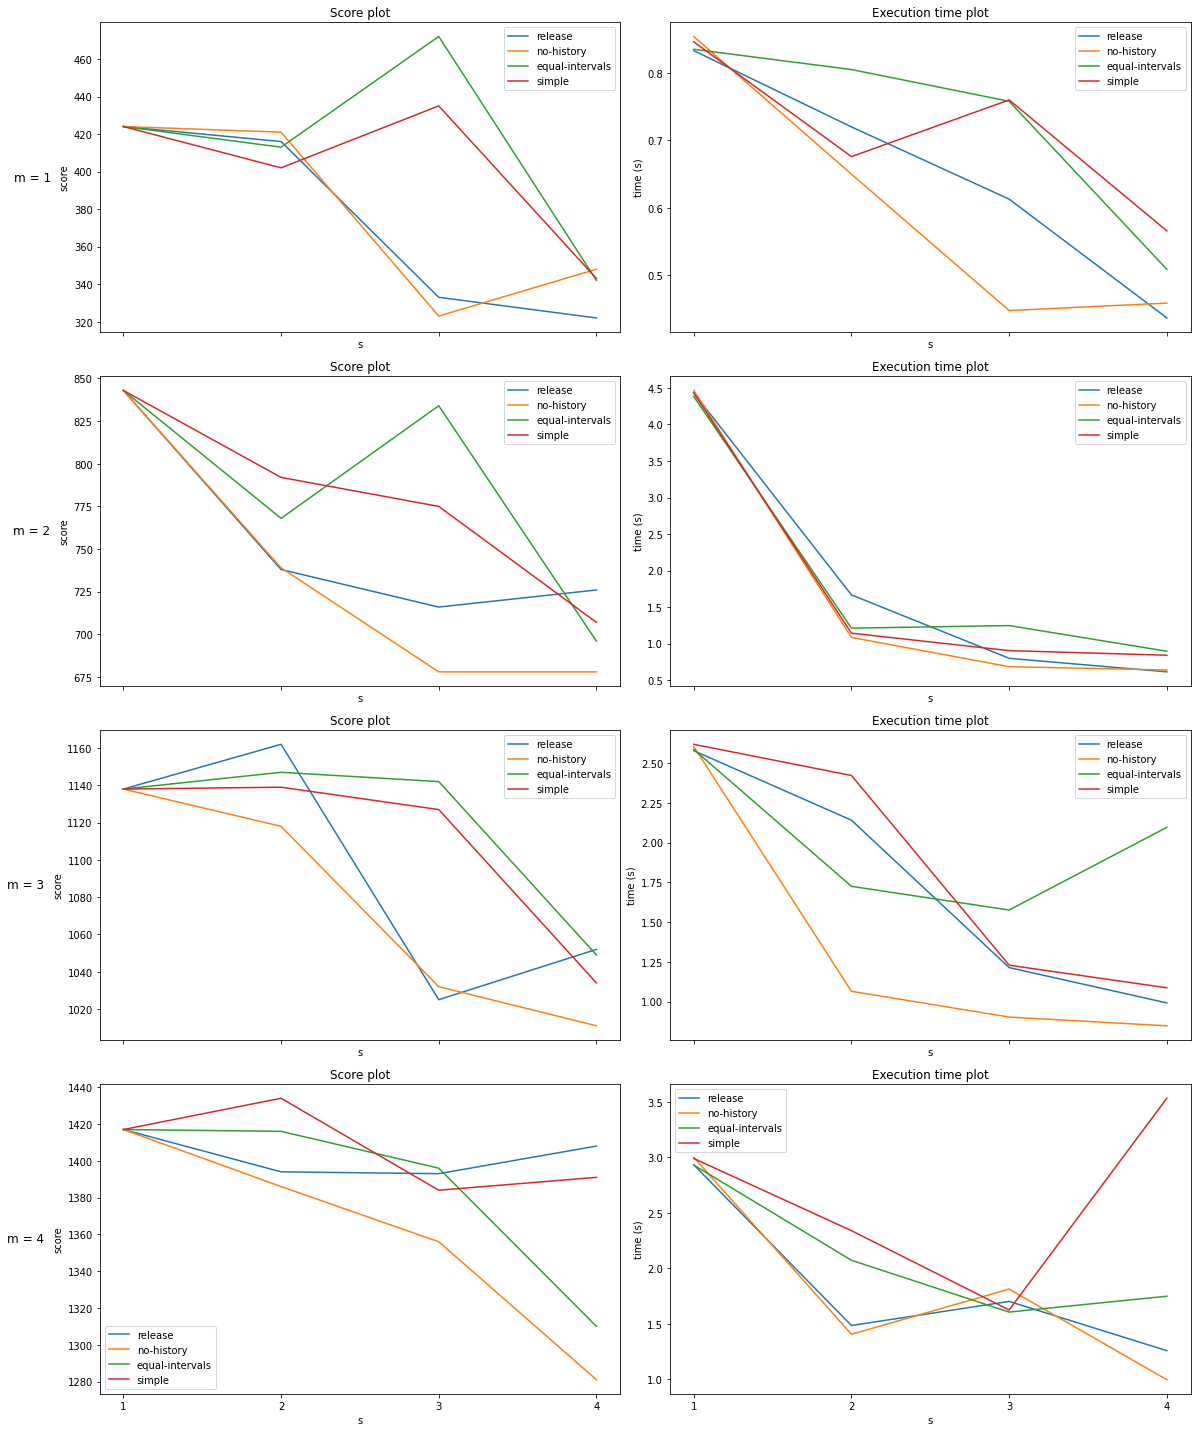 Score plot
460
440
420
400
380
360
340
320
score
s
m = 1
release
no-history
equal-intervals
simple
Execution time plot
0.8
0.7
0.6
0.5
time (s)
s
release
no-history
equal-intervals
simple
Score plot
850
825
800
775
750
725
700
675
score
s
m = 2
release
no-history
equal-intervals
simple
Execution time plot
4.5
4.0
3.5
3.0
2.5
2.0
1.5
1.0
0.5
time (s)
s
release
no-history
equal-intervals
simple
Score plot
1160
1140
1120
1100
1080
1060
1040
1020
score
s
m = 3
release
no-history
equal-intervals
simple
Execution time plot
2.50
2.25
2.00
1.75
1.50
1.25
1.00
time (s)
s
release
no-history
equal-intervals
simple
Score plot
1440
1420
1400
1380
1360
1340
1320
1300
1280
score
m = 4
release
no-history
equal-intervals
simple
1 2 3 4
s
Execution time plot
3.5
3.0
2.5
2.0
1.5
1.0
time (s)
release
no-history
equal-intervals
simple
1 2 3 4
s